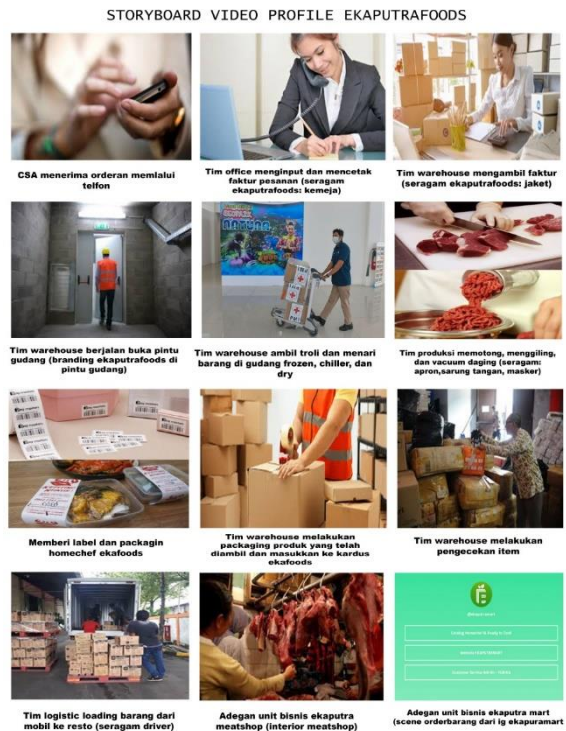 STORYBOARD VIDEO PROFILE EKAPUTRAFOODS
CSA menerima orderan memlalui
telfon
Tim office menginput dan mencetak
faktur pesanan (seragam
ekaputrafoods: kemeja)
Tim warehouse mengambil faktur
(seragam ekaputrafoods: jaket)
Tim warehouse berjalan buka pintu
gudang (branding ekaputrafoods di
pintu gudang)
Tim warehouse ambil troli dan menari
barang di gudang frozen, chiller, dan
dry
Tim produksi memotong, menggiling,
dan vacuum daging (seragam:
apron,sarung tangan, masker)
Memberi label dan packagin
homechef ekafoods
Tim warehouse melakukan
packaging produk yang telah
diambil dan masukkan ke kardus
ekafoods
Tim warehouse melakukan
pengecekan item
Tim logistic loading barang dari
mobil ke resto (seragam driver)
Adegan unit bisnis ekaputra
meatshop (interior meatshop)
Adegan unit bisnis ekaputra mart
(scene orderbarang dari ig ekapuramart